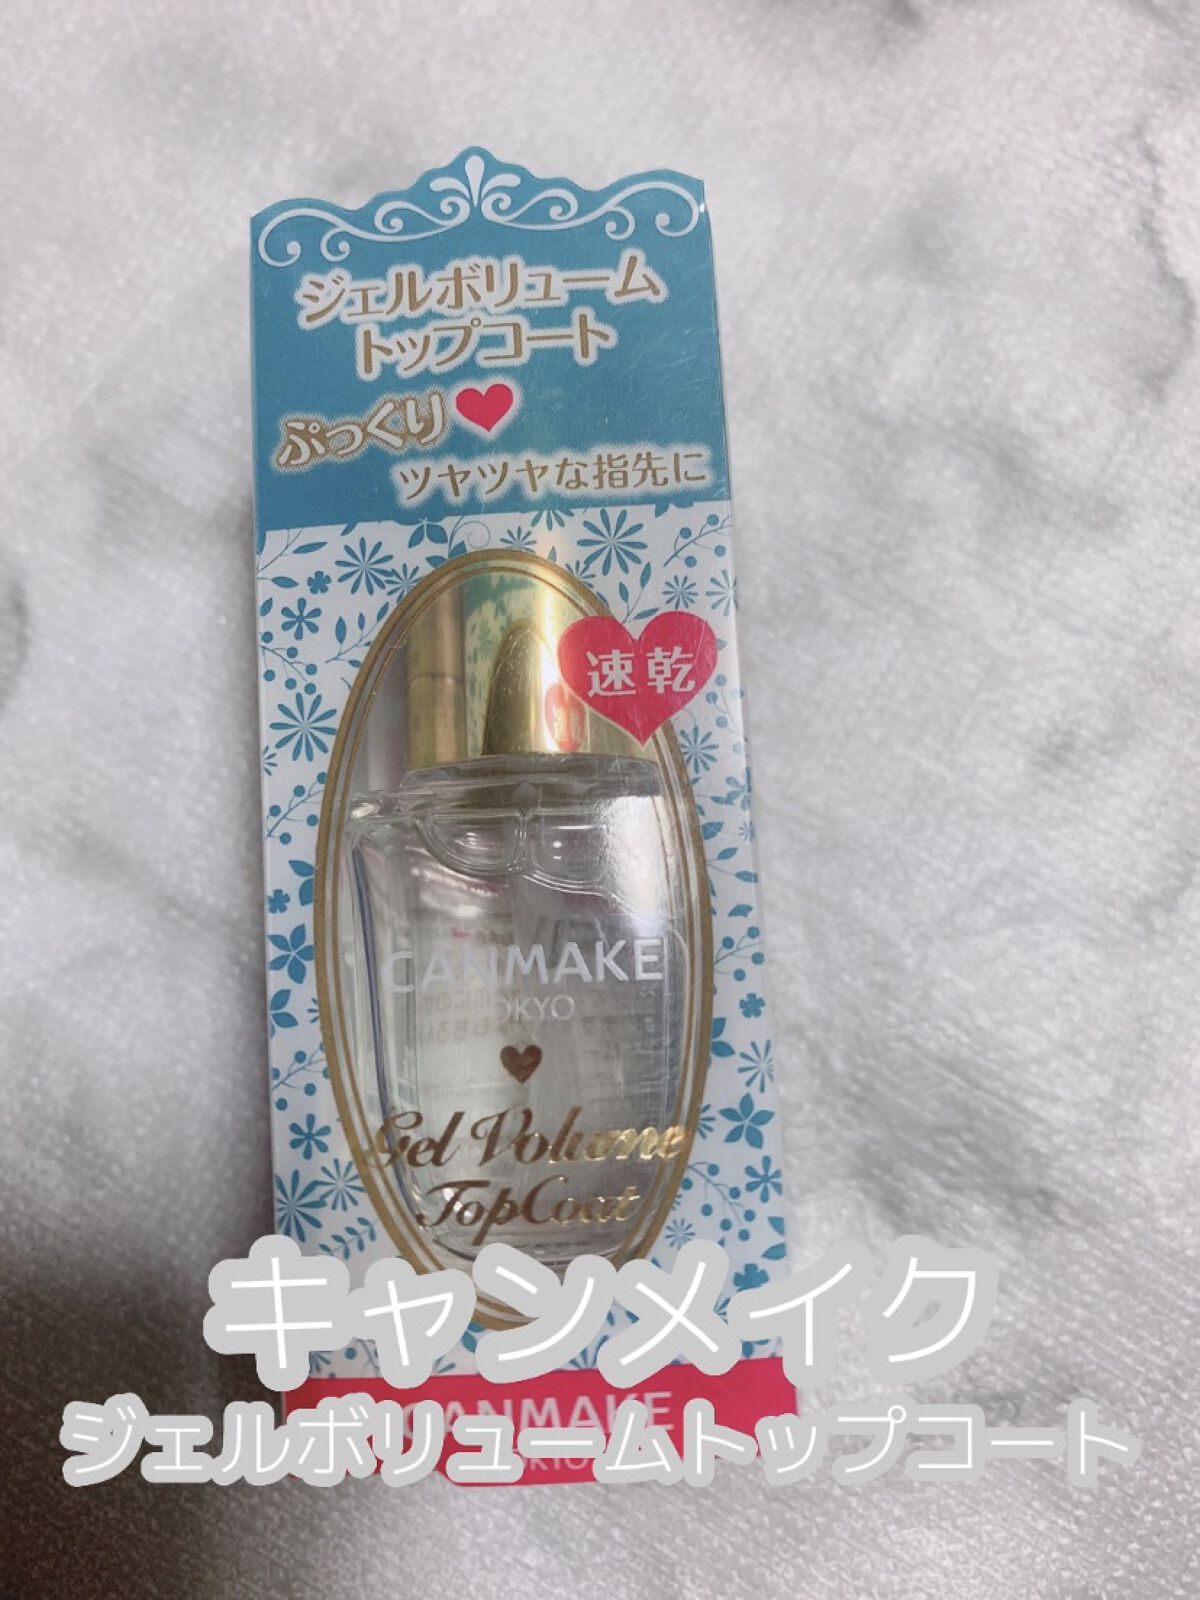 ジェルボリューム
トップコート
ぷっくり♥
ツヤツヤな指先に
速乾
CANMAKE
TOKYO
Gel Volume
TopCoat
キャンメイク
CANMAKE
ジェルボリュームトップコート